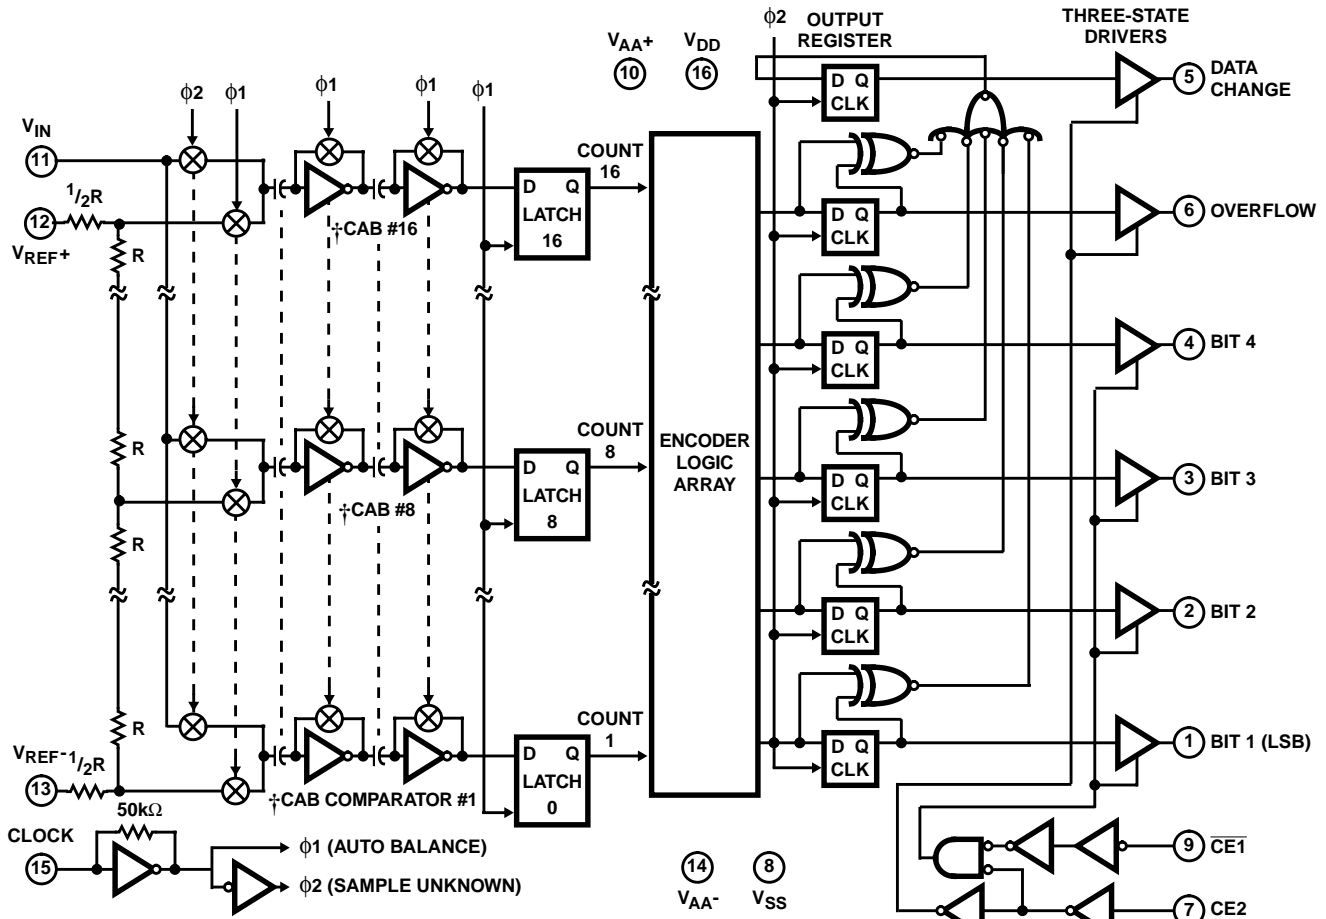 ϕ2
OUTPUT
REGISTER
THREE-STATE
DRIVERS
VAA+
VDD
10
16
D Q
CLK
5
DATA
CHANGE
ϕ2
ϕ1
ϕ1
ϕ1
ϕ1
VIN
11
1/2R
12
VREF+
R
†CAB #16
D Q
LATCH
16
COUNT
16
D Q
CLK
6
OVERFLOW
D Q
CLK
4
BIT 4
R
R
†CAB #8
D Q
LATCH
8
COUNT
8
ENCODER
LOGIC
ARRAY
D Q
CLK
3
BIT 3
D Q
CLK
2
BIT 2
R
VREF-
1/2R
13
†CAB COMPARATOR #1
D Q
LATCH
0
COUNT
1
D Q
CLK
1
BIT 1 (LSB)
50kΩ
CLOCK
15
ϕ1 (AUTO BALANCE)
ϕ2 (SAMPLE UNKNOWN)
14
VAA-
8
VSS
9
CE1
7
CE2